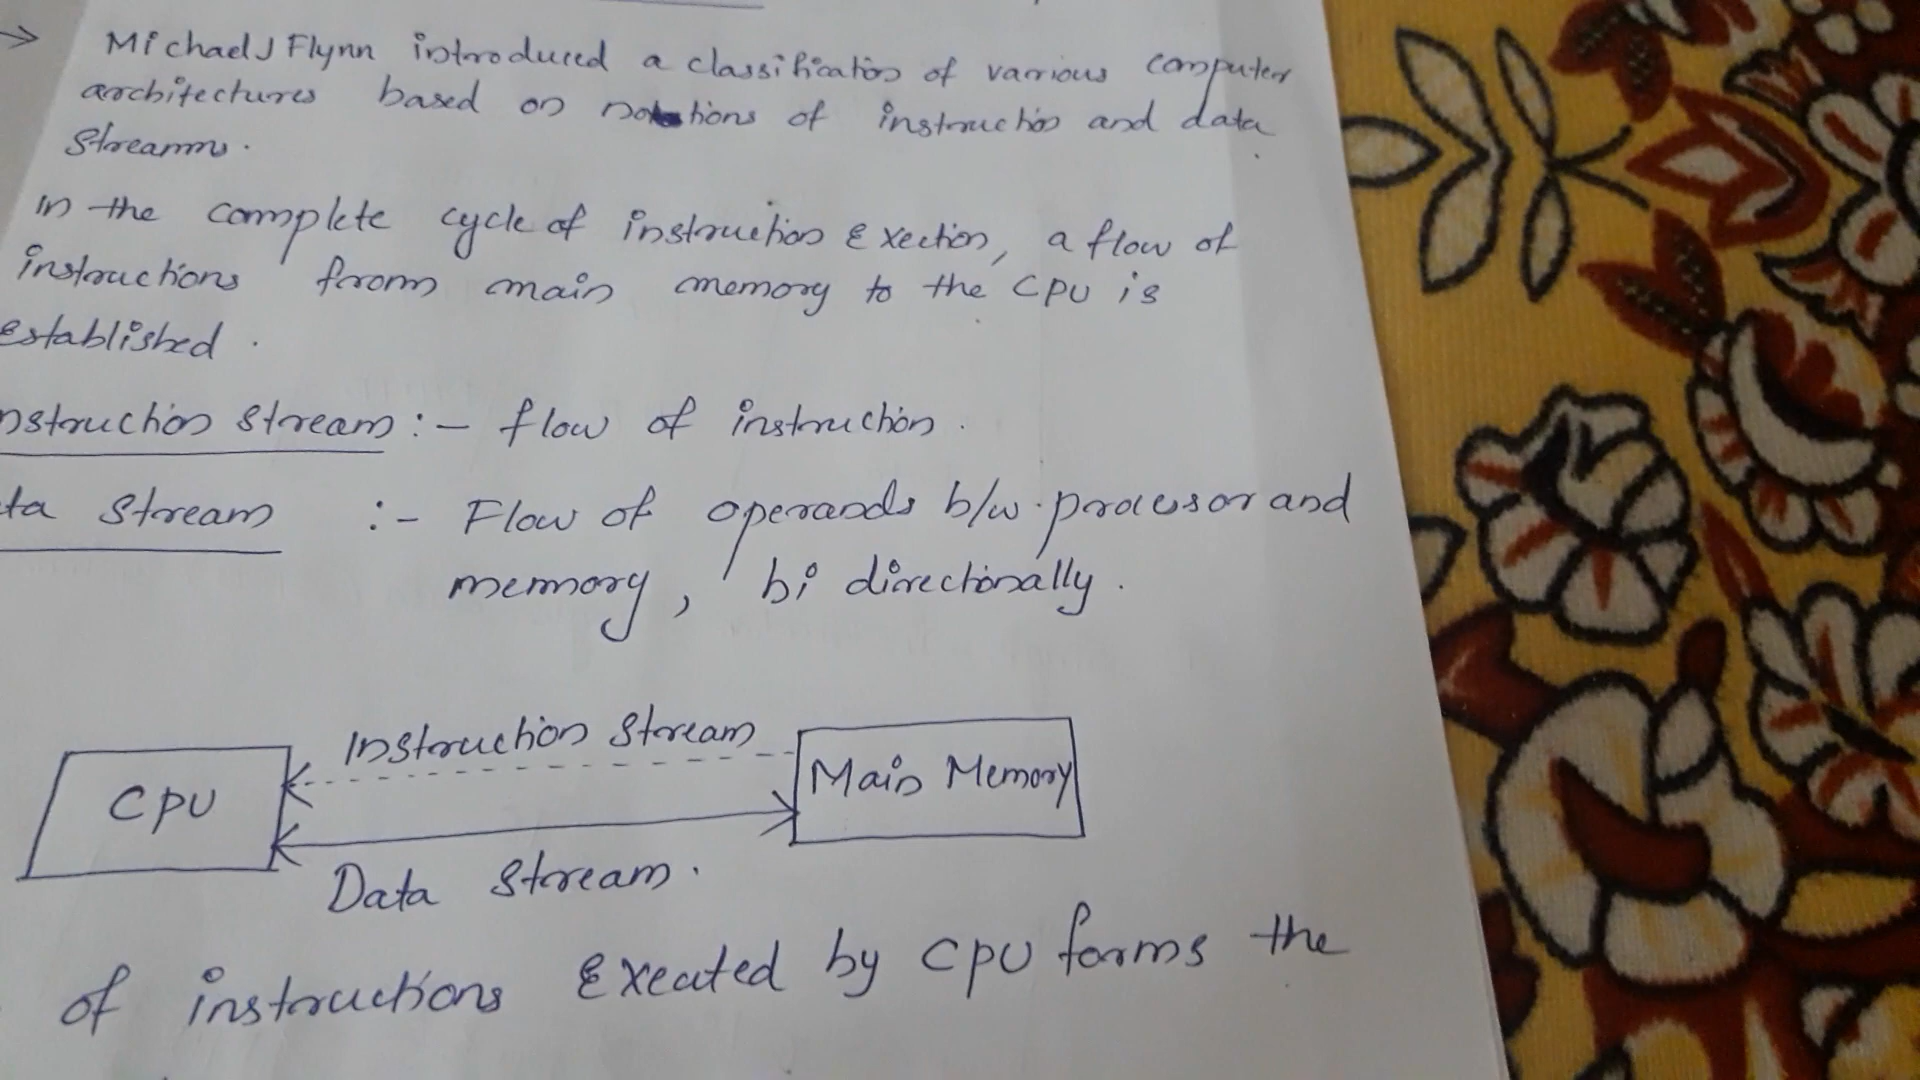 → Michael J Flynn introduced a classification of various computer
architectures based on notions of instruction and data
streams.
In the complete cycle of instruction Exection, a flow of
instructions from main memory to the CPU is
established.
nstruction stream :- flow of instruction.
ta stream :- Flow of operands b/w processor and
memory, bi directionally.
Instruction stream
CPU
Main Memory
Data stream.
of instructions Exeated by CPU forms the